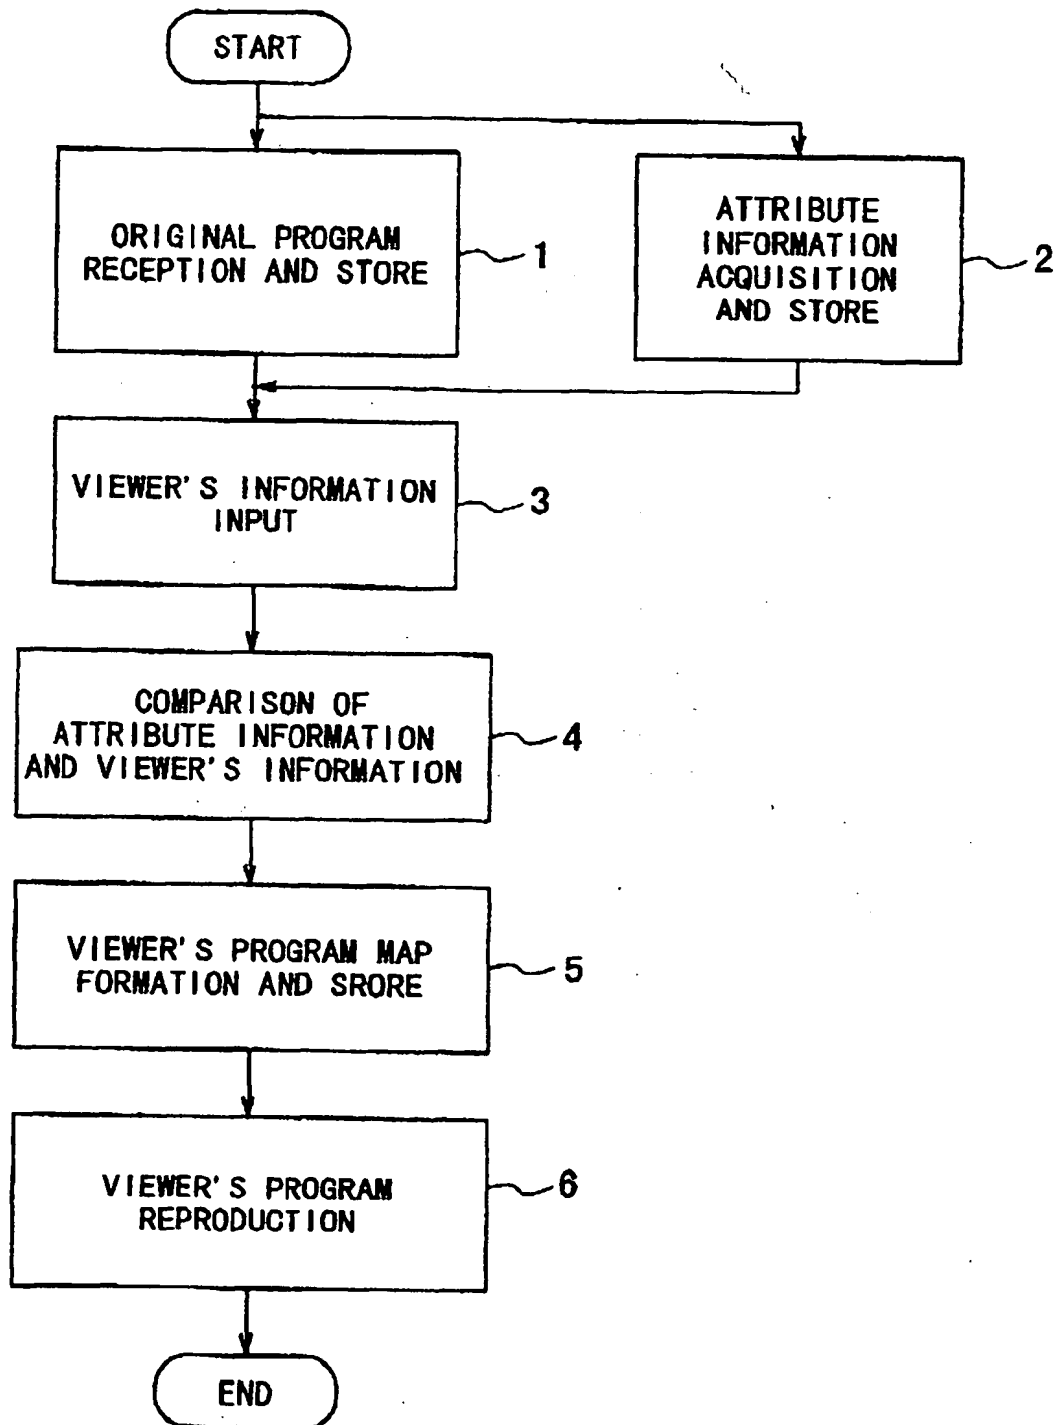 START
ORIGINAL PROGRAM
RECEPTION AND STORE
1
ATTRIBUTE
INFORMATION
ACQUISITION
AND STORE
2
VIEWER'S INFORMATION
INPUT
3
COMPARISON OF
ATTRIBUTE INFORMATION
AND VIEWER'S INFORMATION
4
VIEWER'S PROGRAM MAP
FORMATION AND SRORE
5
VIEWER'S PROGRAM
REPRODUCTION
6
END